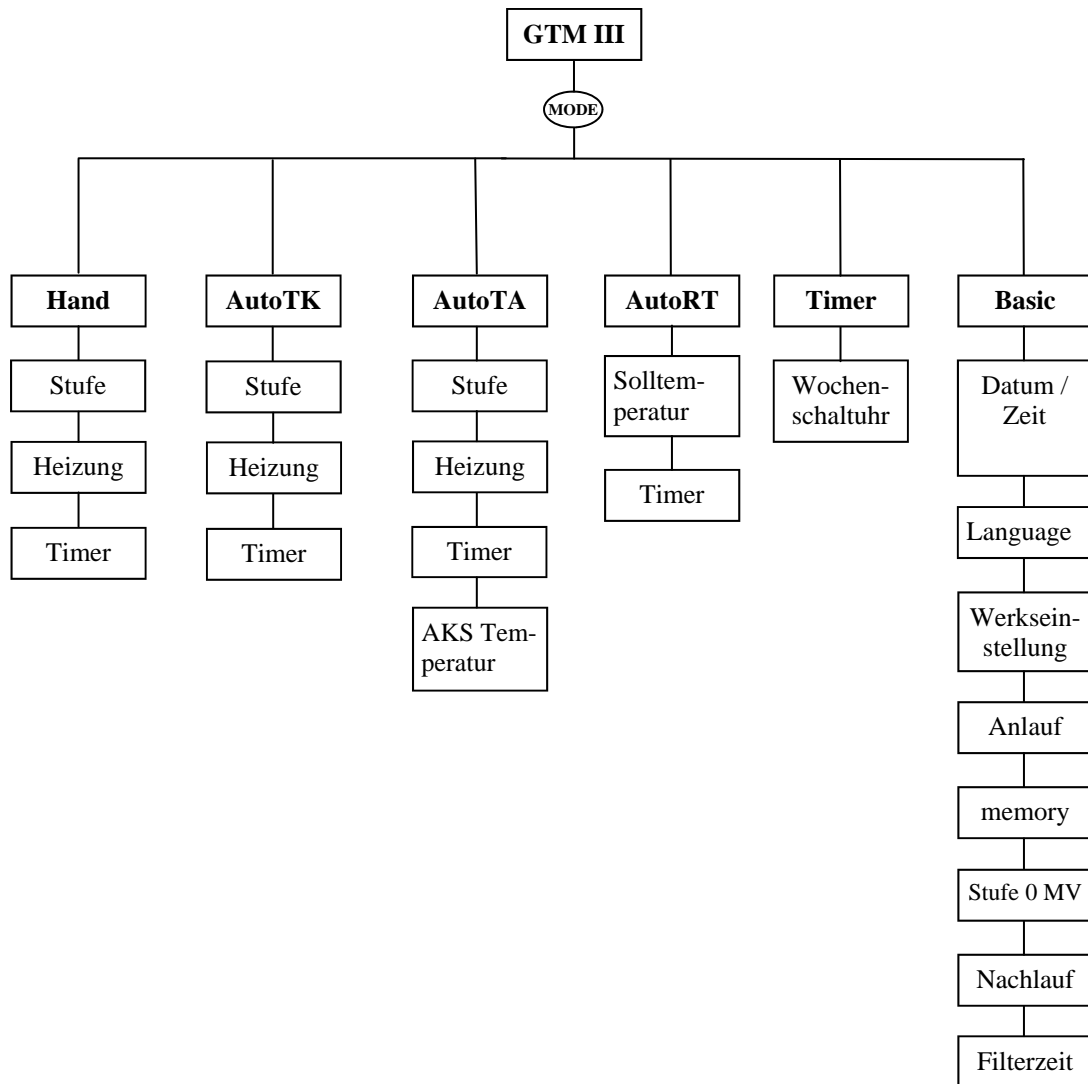 GTM III
MODE
Hand
Stufe
Heizung
Timer
AutoTK
Stufe
Heizung
Timer
AutoTA
Stufe
Heizung
Timer
AKS Tem-
peratur
AutoRT
Solltem-
peratur
Timer
Timer
Wochen-
schaltuhr
Basic
Datum /
Zeit
Language
Werksein-
stellung
Anlauf
memory
Stufe 0 MV
Nachlauf
Filterzeit